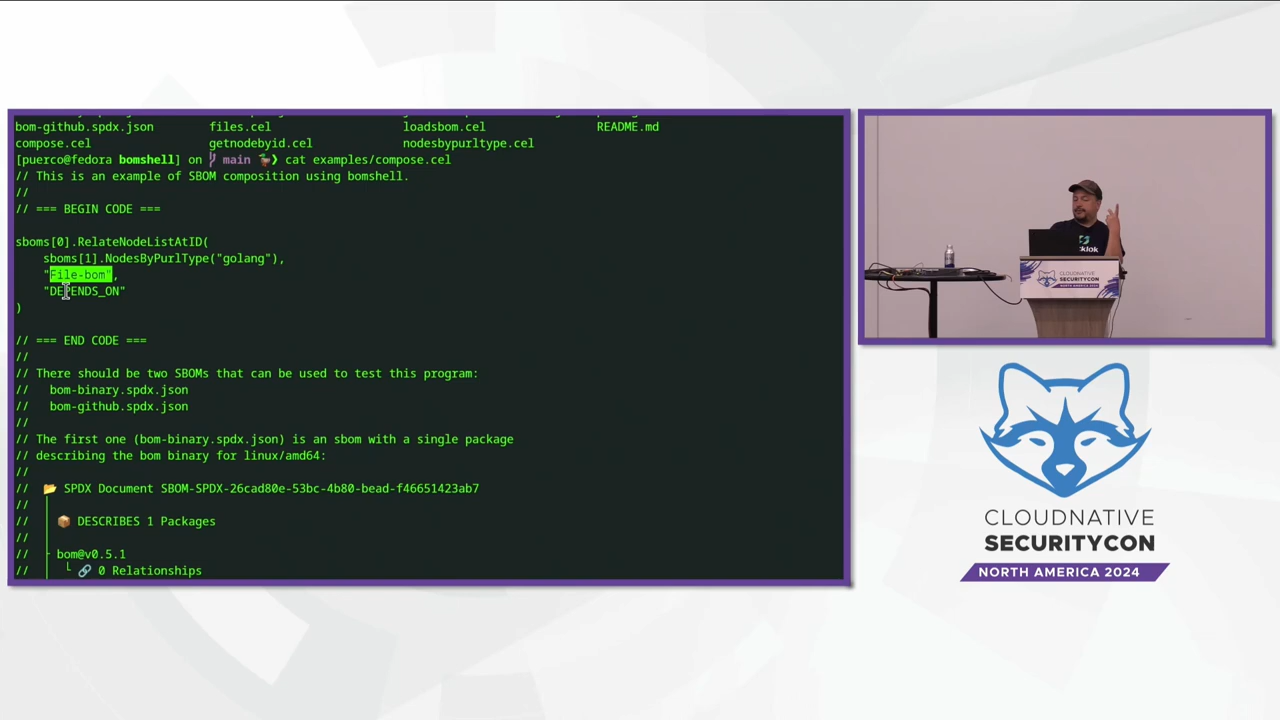 bom-github.spdx.json files.cel loadsbom.cel README.md
compose.cel getnodebyid.cel nodesbypurltype.cel
[puerco@fedora bomshell] on main ❯ cat examples/compose.cel
// This is an example of SBOM composition using bomshell.
//
// === BEGIN CODE ===
sboms[0].RelateNodeListAtID(
sboms[1].NodesByPurlType("golang"),
"File-bom",
"DEPENDS_ON"
)
// === END CODE ===
//
// There should be two SBOMs that can be used to test this program:
// bom-binary.spdx.json
// bom-github.spdx.json
//
// The first one (bom-binary.spdx.json) is an sbom with a single package
// describing the bom binary for linux/amd64:
//
// 📂 SPDX Document SBOM-SPDX-26cad80e-53bc-4b80-bead-f46651423ab7
// │
// │ 📦 DESCRIBES 1 Packages
// │
// ├ bom@v0.5.1
// │ └ 🔗 0 Relationships
CLOUDNATIVE
SECURITYCON
NORTH AMERICA 2024
CLOUDNATIVE
SECURITYCON
NORTH AMERICA 2024